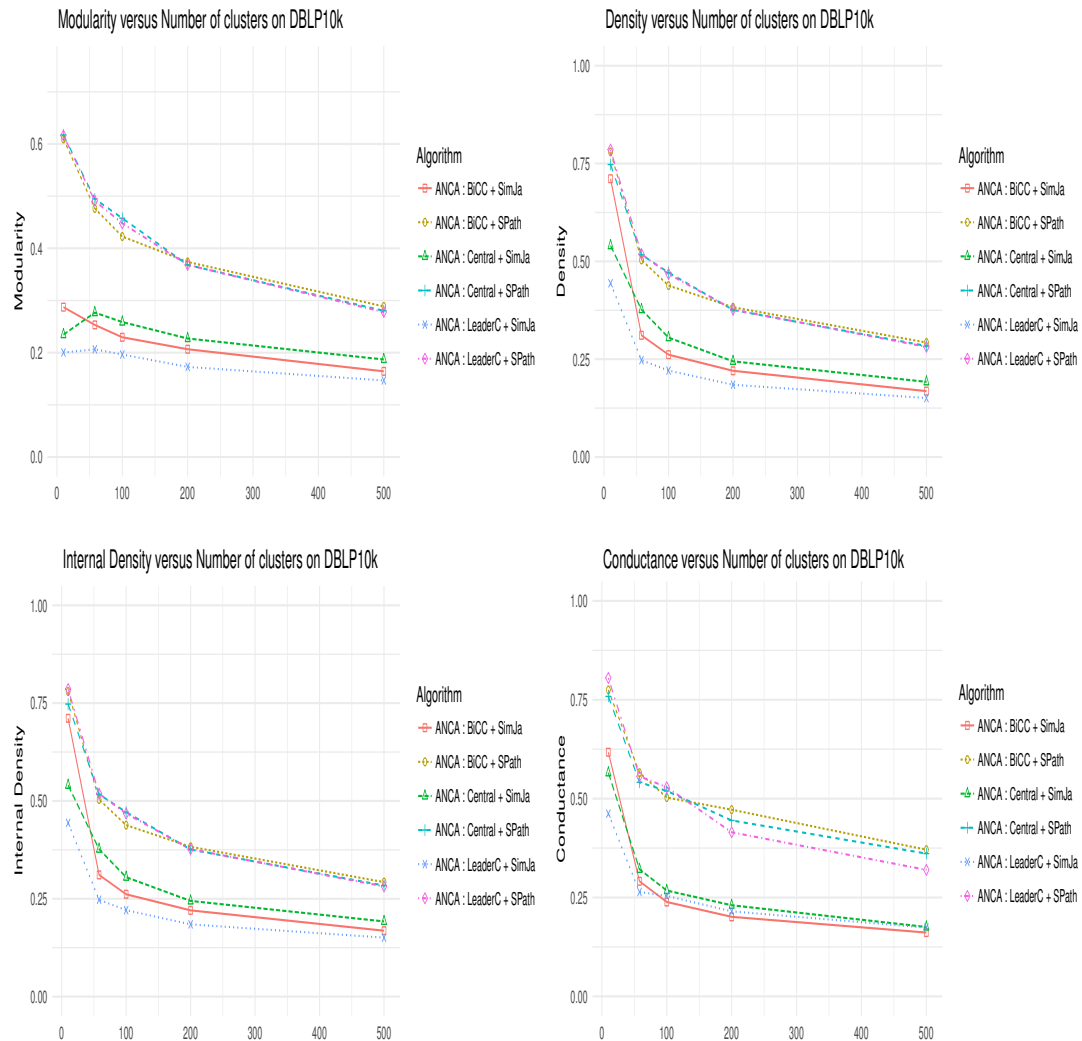 Modularity versus Number of clusters on DBLP10k
Modularity
0.6
0.4
0.2
0.0
0 100 200 300 400 500
Algorithm
ANCA : BiCC + SimJa
ANCA : BiCC + SPath
ANCA : Central + SimJa
ANCA : Central + SPath
ANCA : LeaderC + SimJa
ANCA : LeaderC + SPath
Density versus Number of clusters on DBLP10k
Density
1.00
0.75
0.50
0.25
0.00
0 100 200 300 400 500
Algorithm
ANCA : BiCC + SimJa
ANCA : BiCC + SPath
ANCA : Central + SimJa
ANCA : Central + SPath
ANCA : LeaderC + SimJa
ANCA : LeaderC + SPath
Internal Density versus Number of clusters on DBLP10k
Internal Density
1.00
0.75
0.50
0.25
0.00
0 100 200 300 400 500
Algorithm
ANCA : BiCC + SimJa
ANCA : BiCC + SPath
ANCA : Central + SimJa
ANCA : Central + SPath
ANCA : LeaderC + SimJa
ANCA : LeaderC + SPath
Conductance versus Number of clusters on DBLP10k
Conductance
1.00
0.75
0.50
0.25
0.00
0 100 200 300 400 500
Algorithm
ANCA : BiCC + SimJa
ANCA : BiCC + SPath
ANCA : Central + SimJa
ANCA : Central + SPath
ANCA : LeaderC + SimJa
ANCA : LeaderC + SPath